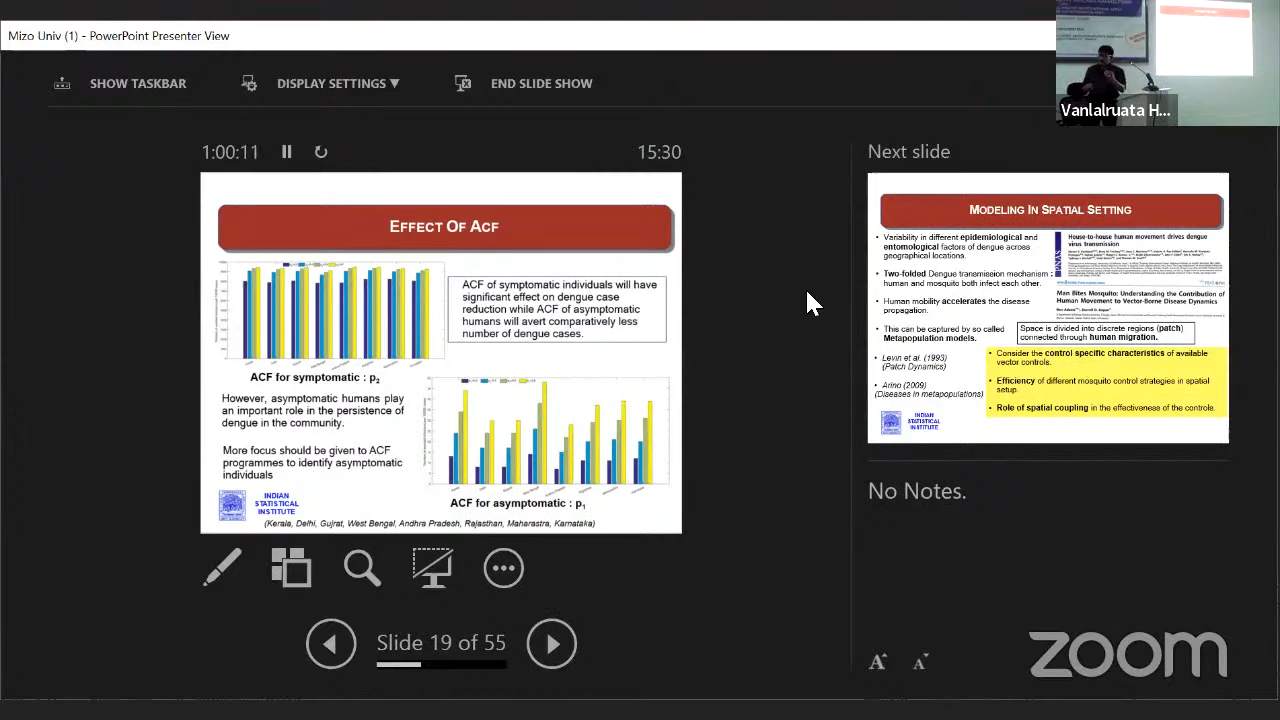 Mizo Univ (1) - PowerPoint Presenter View
SHOW TASKBAR
DISPLAY SETTINGS ▼
END SLIDE SHOW
Vanlalruata H...
1:00:11
15:30
EFFECT OF ACF
ACF of symptomatic individuals will have
significant effect on dengue case
reduction while ACF of asymptomatic
humans will avert comparatively less
number of dengue cases.
ACF for symptomatic : p2
However, asymptomatic humans play
an important role in the persistence of
dengue in the community.
More focus should be given to ACF
programmes to identify asymptomatic
individuals
ACF for asymptomatic : p1
INDIAN
STATISTICAL
INSTITUTE
(Kerala, Delhi, Gujrat, West Bengal, Andhra Pradesh, Rajasthan, Maharastra, Karnataka)
Slide 19 of 55
Next slide
MODELING IN SPATIAL SETTING
• Variability in different epidemiological and
entomological factors of dengue across
geographical locations.
• Two-folded Dengue transmission mechanism :
human and mosquito both infect each other.
• Human mobility accelerates the disease
propagation.
• This can be captured by so called
Metapopulation models.
• Levin et al. (1993)
(Patch Dynamics)
• Arino (2009)
(Diseases in metapopulations)
PNAS
House-to-house human movement drives dengue
virus transmission
Man Bites Mosquito: Understanding the Contribution of
Human Movement to Vector-Borne Disease Dynamics
Space is divided into discrete regions (patch)
connected through human migration.
• Consider the control specific characteristics of available
vector controls.
• Efficiency of different mosquito control strategies in spatial
setup.
• Role of spatial coupling in the effectiveness of the controls.
INDIAN
STATISTICAL
INSTITUTE
No Notes.
A A
zoom